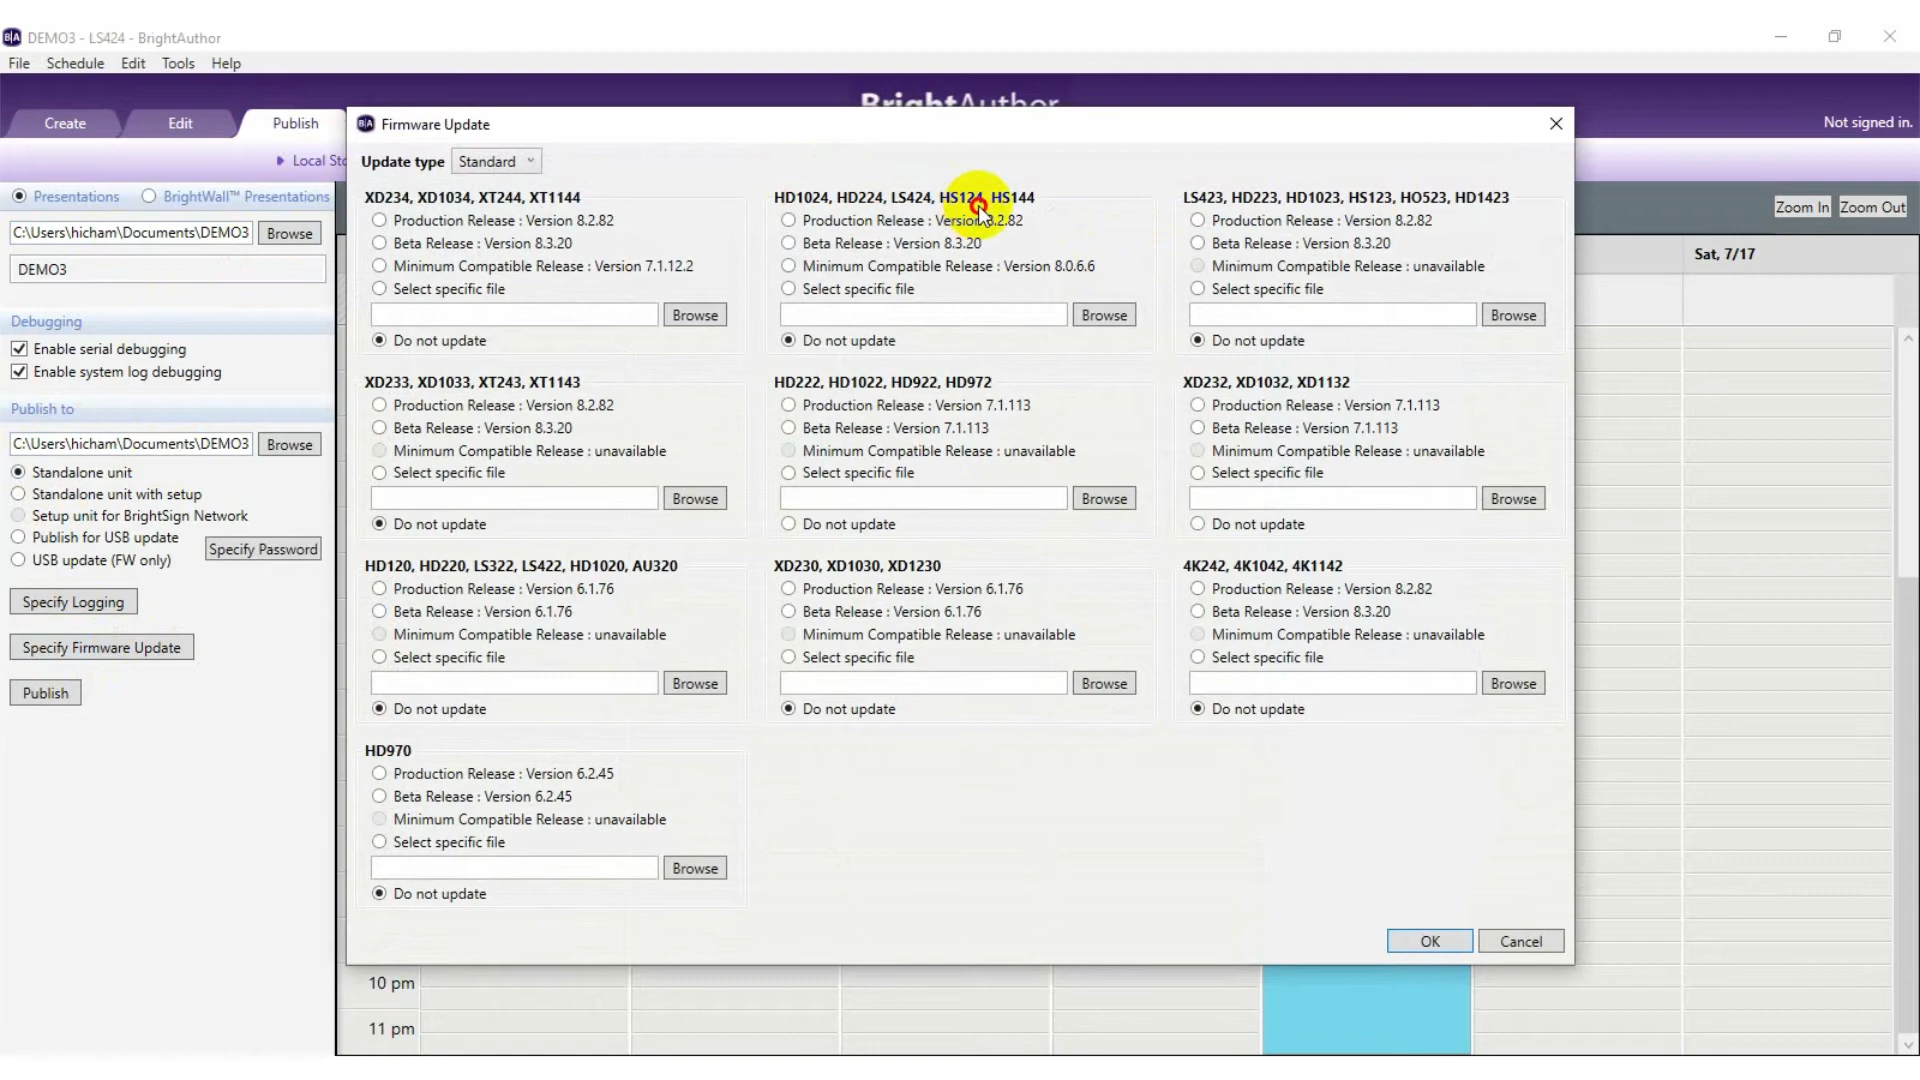 DEMO3 - LS424 - BrightAuthor
File Schedule Edit Tools Help
BrightAuthor
Create Edit Publish
Not signed in.
Firmware Update
Update type Standard
Presentations BrightWall™ Presentations
C:\Users\hicham\Documents\DEMO3 Browse
DEMO3
Debugging
Enable serial debugging
Enable system log debugging
Publish to
C:\Users\hicham\Documents\DEMO3 Browse
Standalone unit
Standalone unit with setup
Setup unit for BrightSign Network
Publish for USB update
USB update (FW only)
Specify Password
Specify Logging
Specify Firmware Update
Publish
XD234, XD1034, XT244, XT1144
Production Release : Version 8.2.82
Beta Release : Version 8.3.20
Minimum Compatible Release : Version 7.1.12.2
Select specific file
Browse
Do not update
HD1024, HD224, LS424, HS124, HS144
Production Release : Version 8.2.82
Beta Release : Version 8.3.20
Minimum Compatible Release : Version 8.0.6.6
Select specific file
Browse
Do not update
LS423, HD223, HD1023, HS123, HO523, HD1423
Production Release : Version 8.2.82
Beta Release : Version 8.3.20
Minimum Compatible Release : unavailable
Select specific file
Browse
Do not update
XD233, XD1033, XT243, XT1143
Production Release : Version 8.2.82
Beta Release : Version 8.3.20
Minimum Compatible Release : unavailable
Select specific file
Browse
Do not update
HD222, HD1022, HD922, HD972
Production Release : Version 7.1.113
Beta Release : Version 7.1.113
Minimum Compatible Release : unavailable
Select specific file
Browse
Do not update
XD232, XD1032, XD1132
Production Release : Version 7.1.113
Beta Release : Version 7.1.113
Minimum Compatible Release : unavailable
Select specific file
Browse
Do not update
HD120, HD220, LS322, LS422, HD1020, AU320
Production Release : Version 6.1.76
Beta Release : Version 6.1.76
Minimum Compatible Release : unavailable
Select specific file
Browse
Do not update
XD230, XD1030, XD1230
Production Release : Version 6.1.76
Beta Release : Version 6.1.76
Minimum Compatible Release : unavailable
Select specific file
Browse
Do not update
4K242, 4K1042, 4K1142
Production Release : Version 8.2.82
Beta Release : Version 8.3.20
Minimum Compatible Release : unavailable
Select specific file
Browse
Do not update
HD970
Production Release : Version 6.2.45
Beta Release : Version 6.2.45
Minimum Compatible Release : unavailable
Select specific file
Browse
Do not update
OK Cancel
Zoom In Zoom Out
Sat, 7/17
10 pm
11 pm